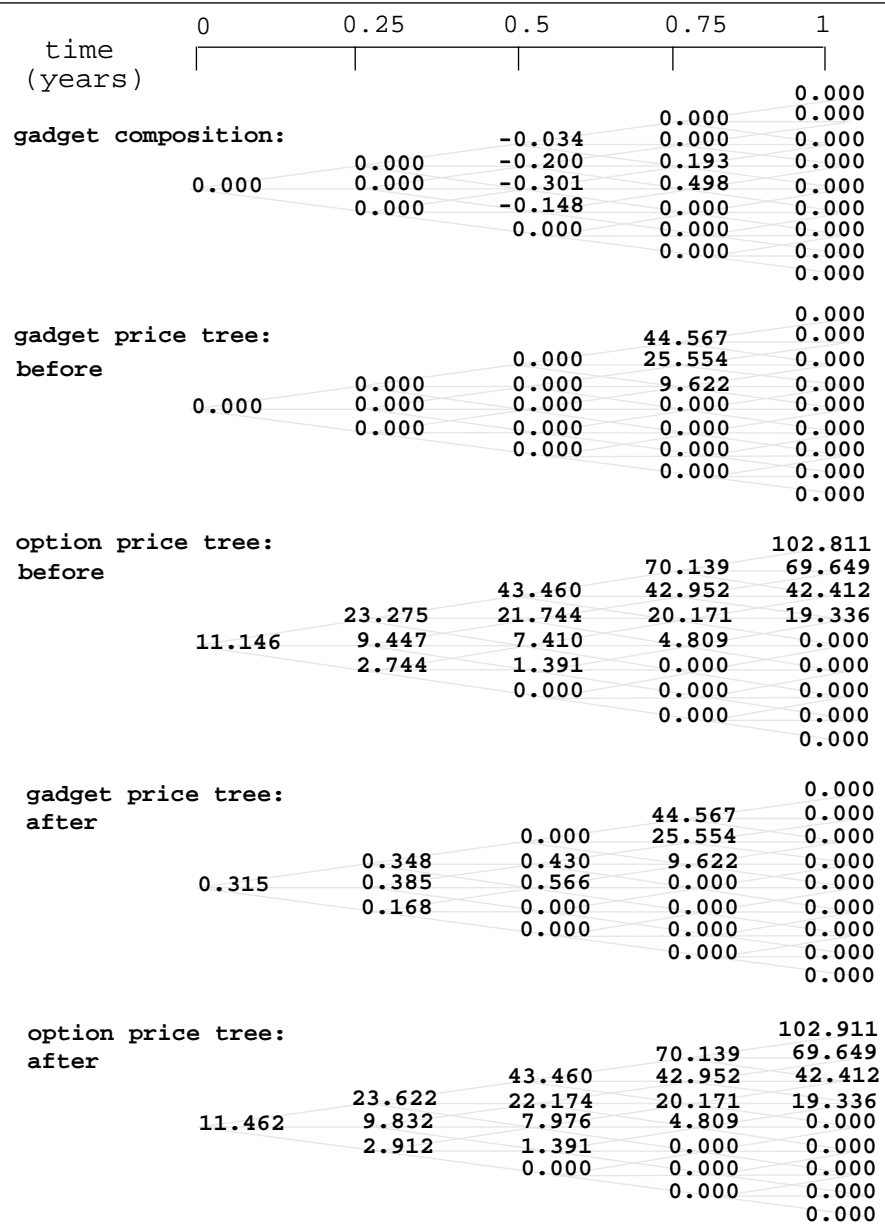 0 0.25 0.5 0.75 1
time
(years)
0.000
0.000 0.000
gadget composition: -0.034 0.000 0.000
0.000 -0.200 0.193 0.000
0.000 0.000 -0.301 0.498 0.000
0.000 -0.148 0.000 0.000
0.000 0.000 0.000
0.000 0.000
0.000
0.000
gadget price tree: 44.567 0.000
before 0.000 25.554 0.000
0.000 0.000 9.622 0.000
0.000 0.000 0.000 0.000 0.000
0.000 0.000 0.000 0.000
0.000 0.000 0.000
0.000 0.000
0.000
option price tree: 102.811
before 70.139 69.649
43.460 42.952 42.412
23.275 21.744 20.171 19.336
11.146 9.447 7.410 4.809 0.000
2.744 1.391 0.000 0.000
0.000 0.000 0.000
0.000 0.000
0.000
gadget price tree: 0.000
after 44.567 0.000
0.000 25.554 0.000
0.348 0.430 9.622 0.000
0.315 0.385 0.566 0.000 0.000
0.168 0.000 0.000 0.000
0.000 0.000 0.000
0.000 0.000
0.000
option price tree: 102.911
after 70.139 69.649
43.460 42.952 42.412
23.622 22.174 20.171 19.336
11.462 9.832 7.976 4.809 0.000
2.912 1.391 0.000 0.000
0.000 0.000 0.000
0.000 0.000
0.000